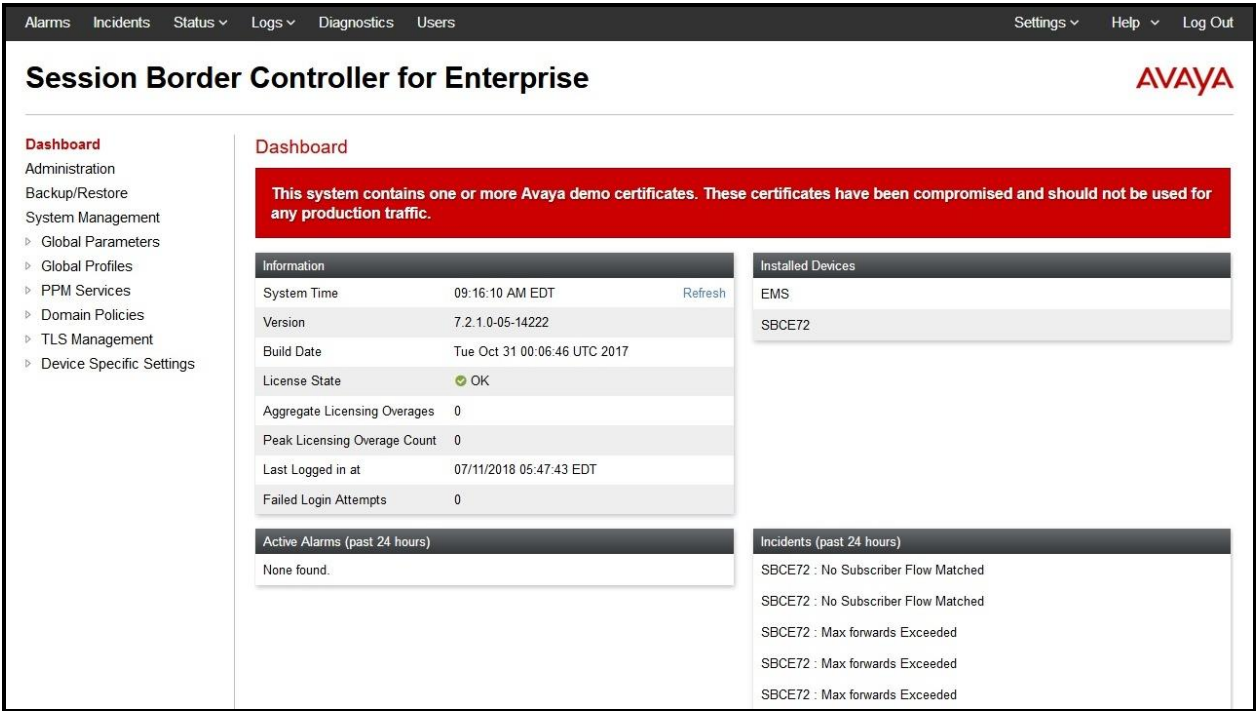 Alarms Incidents Status Logs Diagnostics Users Settings Help Log Out
Session Border Controller for Enterprise
AVAYA
Dashboard
Administration
Backup/Restore
System Management
Global Parameters
Global Profiles
PPM Services
Domain Policies
TLS Management
Device Specific Settings
Dashboard
This system contains one or more Avaya demo certificates. These certificates have been compromised and should not be used for
any production traffic.
Information
System Time 09:16:10 AM EDT Refresh
Version 7.2.1.0-05-14222
Build Date Tue Oct 31 00:06:46 UTC 2017
License State OK
Aggregate Licensing Overages 0
Peak Licensing Overage Count 0
Last Logged in at 07/11/2018 05:47:43 EDT
Failed Login Attempts 0
Installed Devices
EMS
SBCE72
Active Alarms (past 24 hours)
None found.
Incidents (past 24 hours)
SBCE72 : No Subscriber Flow Matched
SBCE72 : No Subscriber Flow Matched
SBCE72 : Max forwards Exceeded
SBCE72 : Max forwards Exceeded
SBCE72 : Max forwards Exceeded